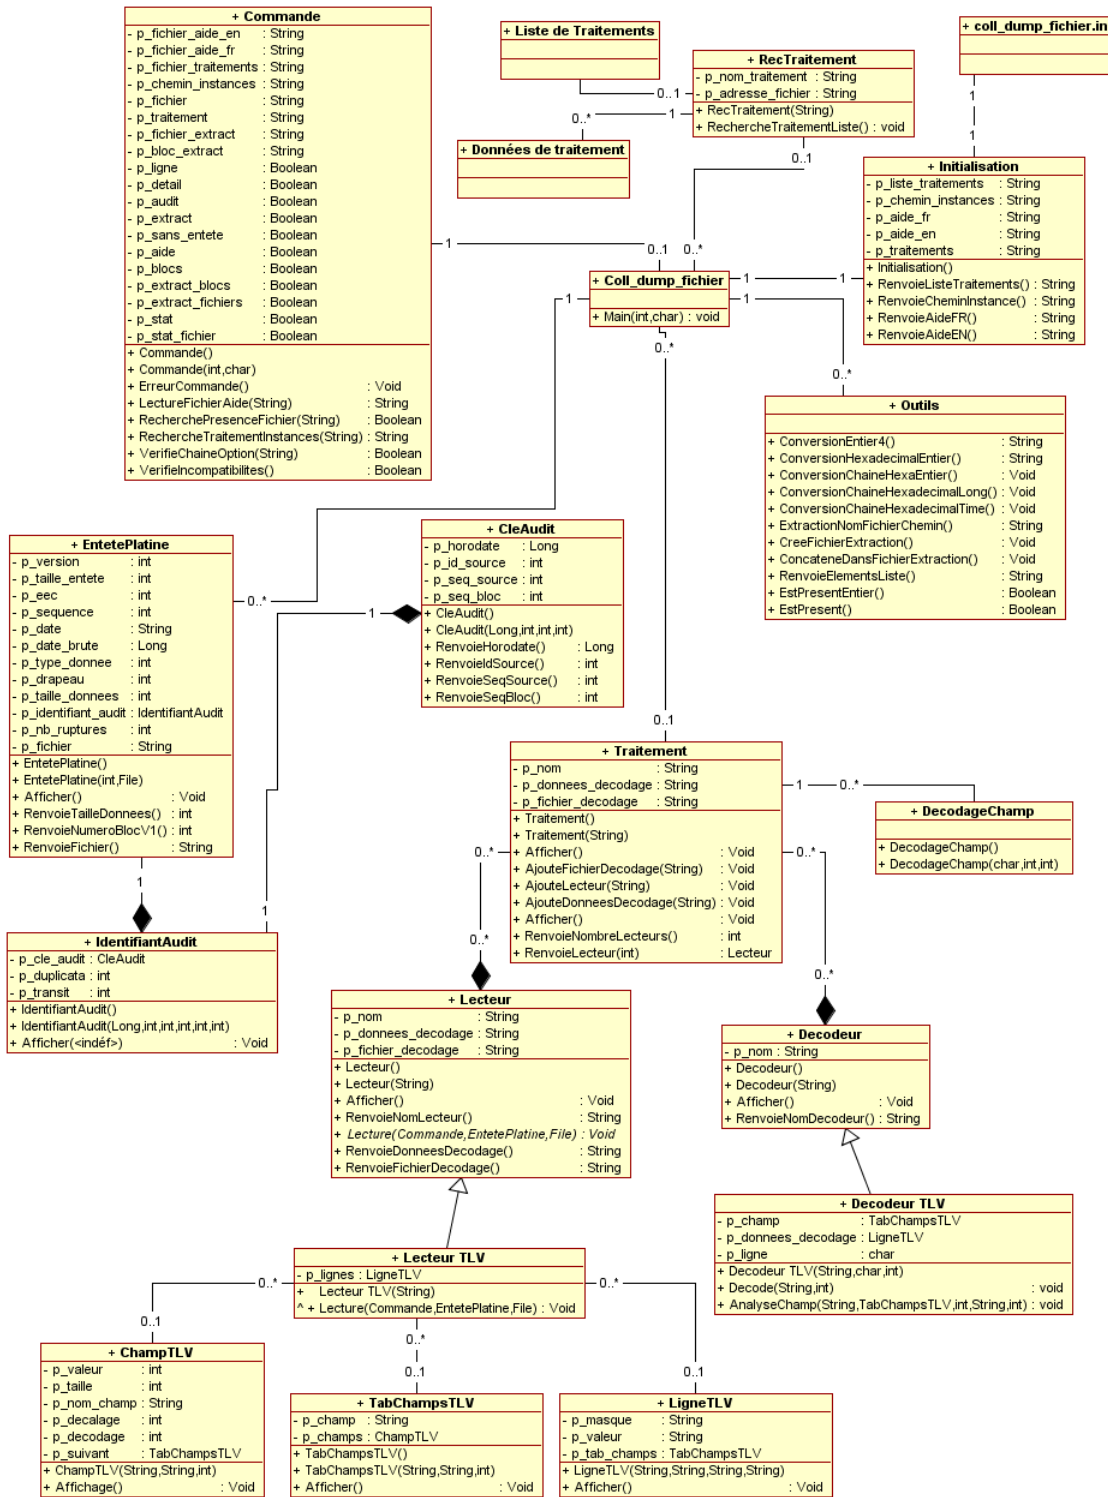 + Commande
- p_fichier_aide_en : String
- p_fichier_aide_fr : String
- p_fichier_traitements : String
- p_chemin_instances : String
- p_fichier : String
- p_traitement : String
- p_fichier_extract : String
- p_bloc_extract : String
- p_ligne : Boolean
- p_detail : Boolean
- p_audit : Boolean
- p_extract : Boolean
- p_sans_entete : Boolean
- p_aide : Boolean
- p_blocs : Boolean
- p_extract_blocs : Boolean
- p_extract_fichiers : Boolean
- p_stat : Boolean
- p_stat_fichier : Boolean
+ Commande()
+ Commande(int,char)
+ ErreurCommande() : Void
+ LectureFichierAide(String) : String
+ RecherchePresenceFichier(String) : Boolean
+ RechercheTraitementInstances(String) : String
+ VerifieChaineOption(String) : Boolean
+ VerifieIncompatibilites() : Boolean
+ Liste de Traitements
+ RecTraitement
- p_nom_traitement : String
- p_adresse_fichier : String
+ RecTraitement(String)
+ RechercheTraitementListe() : void
+ coll_dump_fichier.in
0..1
1
0..*
+ Données de traitement
0..1
0..*
1
1
+ Initialisation
- p_liste_traitements : String
- p_chemin_instances : String
- p_aide_fr : String
- p_aide_en : String
- p_traitements : String
+ Initialisation()
+ RenvoieListeTraitements() : String
+ RenvoieCheminInstance() : String
+ RenvoieAideFR() : String
+ RenvoieAideEN() : String
1
0..1
+ Coll_dump_fichier
+ Main(int,char) : void
1
1
1
1
0..*
0..*
+ Outils
+ ConversionEntier4() : String
+ ConversionHexadecimalEntier() : String
+ ConversionChaineHexaEntier() : Void
+ ConversionChaineHexadecimalLong() : Void
+ ConversionChaineHexadecimalTime() : Void
+ ExtractionNomFichierChemin() : String
+ CreeFichierExtraction() : Void
+ ConcateneDansFichierExtraction() : Void
+ RenvoieElementsListe() : String
+ EstPresentEntier() : Boolean
+ EstPresent() : Boolean
+ EntetePlatine
- p_version : int
- p_taille_entete : int
- p_eec : int
- p_sequence : int
- p_date : String
- p_date_brute : Long
- p_type_donnee : int
- p_drapeau : int
- p_taille_donnees : int
- p_identifiant_audit : IdentifiantAudit
- p_nb_ruptures : int
- p_fichier : String
+ EntetePlatine()
+ EntetePlatine(int,File)
+ Afficher() : Void
+ RenvoieTailleDonnees() : int
+ RenvoieNumeroBlocV1() : int
+ RenvoieFichier() : String
0..*
1
+ CleAudit
- p_horodate : Long
- p_id_source : int
- p_seq_source : int
- p_seq_bloc : int
+ CleAudit()
+ CleAudit(Long,int,int,int)
+ RenvoieHorodate() : Long
+ RenvoieIdSource() : int
+ RenvoieSeqSource() : int
+ RenvoieSeqBloc() : int
0..1
+ Traitement
- p_nom : String
- p_donnees_decodage : String
- p_fichier_decodage : String
+ Traitement()
+ Traitement(String)
+ Afficher() : Void
+ AjouteFichierDecodage(String) : Void
+ AjouteLecteur(String) : Void
+ AjouteDonneesDecodage(String) : Void
+ Afficher() : Void
+ RenvoieNombreLecteurs() : int
+ RenvoieLecteur(int) : Lecteur
1
0..*
+ DecodageChamp
+ DecodageChamp()
+ DecodageChamp(char,int,int)
0..*
0..*
1
1
+ IdentifiantAudit
- p_cle_audit : CleAudit
- p_duplicata : int
- p_transit : int
+ IdentifiantAudit()
+ IdentifiantAudit(Long,int,int,int,int,int)
+ Afficher(<indéf>) : Void
0..*
0..*
+ Lecteur
- p_nom : String
- p_donnees_decodage : String
- p_fichier_decodage : String
+ Lecteur()
+ Lecteur(String)
+ Afficher() : Void
+ RenvoieNomLecteur() : String
+ Lecture(Commande,EntetePlatine,File) : Void
+ RenvoieDonneesDecodage() : String
+ RenvoieFichierDecodage() : String
+ Decodeur
- p_nom : String
+ Decodeur()
+ Decodeur(String)
+ Afficher() : Void
+ RenvoieNomDecodeur() : String
+ Decodeur TLV
- p_champ : TabChampsTLV
- p_donnees_decodage : LigneTLV
- p_ligne : char
+ Decodeur TLV(String,char,int)
+ Decode(String,int) : void
+ AnalyseChamp(String,TabChampsTLV,int,String,int) : void
+ Lecteur TLV
- p_lignes : LigneTLV
+ Lecteur TLV(String)
^ + Lecture(Commande,EntetePlatine,File) : Void
0..*
0..*
0..1
0..*
0..1
0..1
+ ChampTLV
- p_valeur : int
- p_taille : int
- p_nom_champ : String
- p_decalage : int
- p_decodage : int
- p_suivant : TabChampsTLV
+ ChampTLV(String,String,int)
+ Affichage() : Void
+ TabChampsTLV
- p_champ : String
- p_champs : ChampTLV
+ TabChampsTLV()
+ TabChampsTLV(String,String,int)
+ Afficher() : Void
+ LigneTLV
- p_masque : String
- p_valeur : String
- p_tab_champs : TabChampsTLV
+ LigneTLV(String,String,String,String)
+ Afficher() : Void